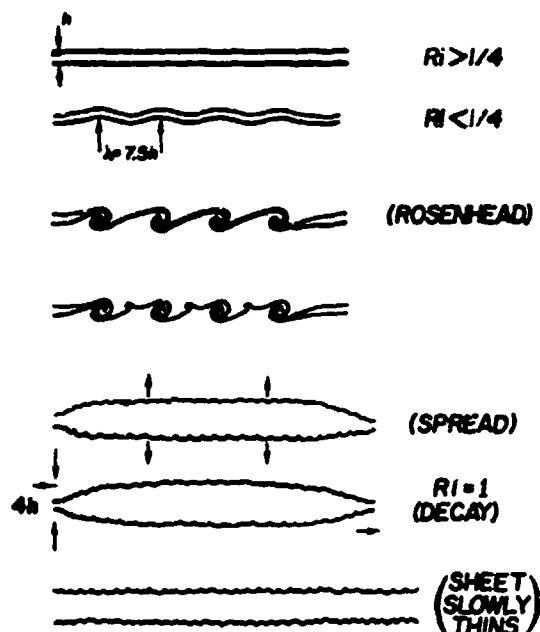 h
Ri > 1/4
Ri < 1/4
λ=7.5h
(ROSENHEAD)
(SPREAD)
4h
Ri = 1
(DECAY)
(SHEET
SLOWLY
THINS)